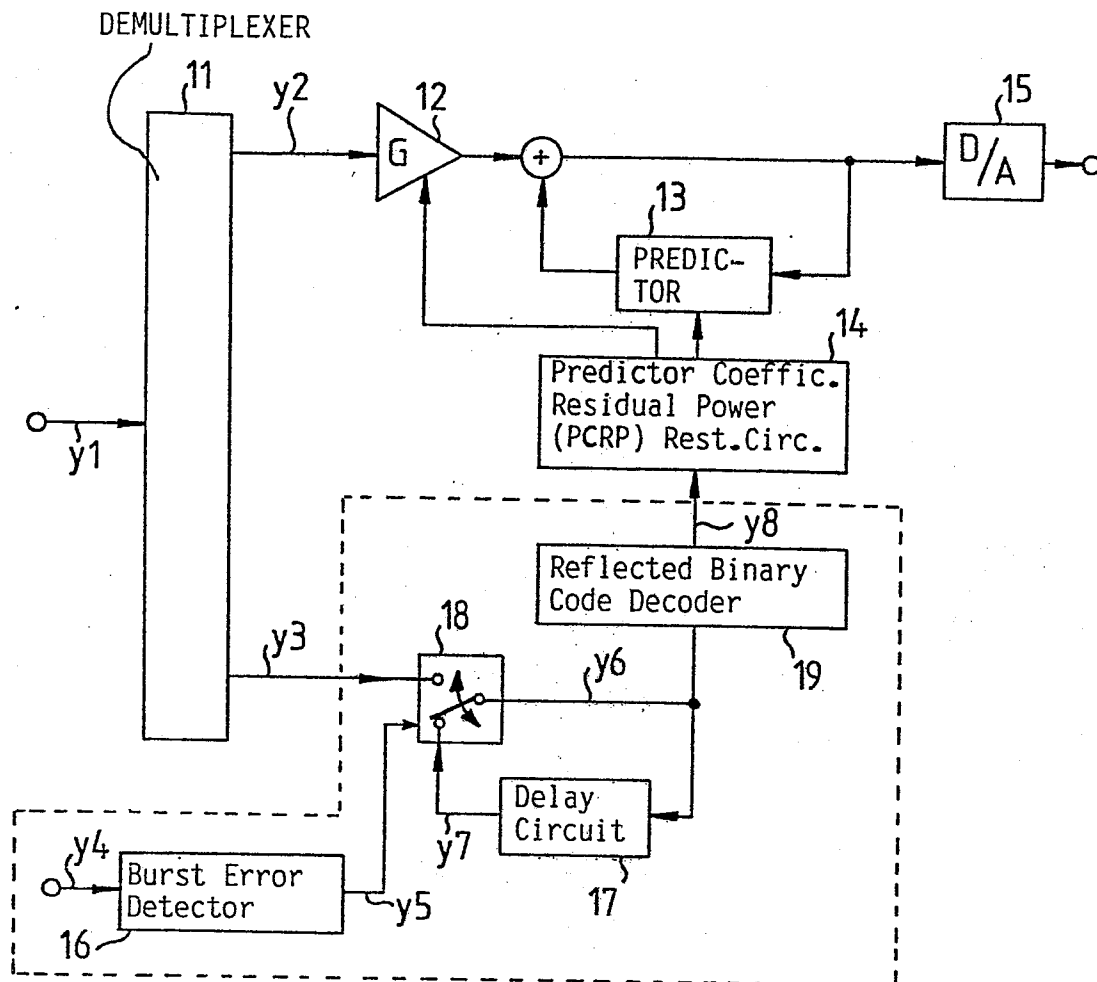 DEMULTIPLEXER
11
y2
12
G
+
15
D/A
13
PREDIC-
TOR
14
Predictor Coeffic.
Residual Power
(PCRP) Rest.Circ.
y1
y8
Reflected Binary
Code Decoder
19
y3
18
y6
Delay
Circuit
17
y7
y4
Burst Error
Detector
y5
16